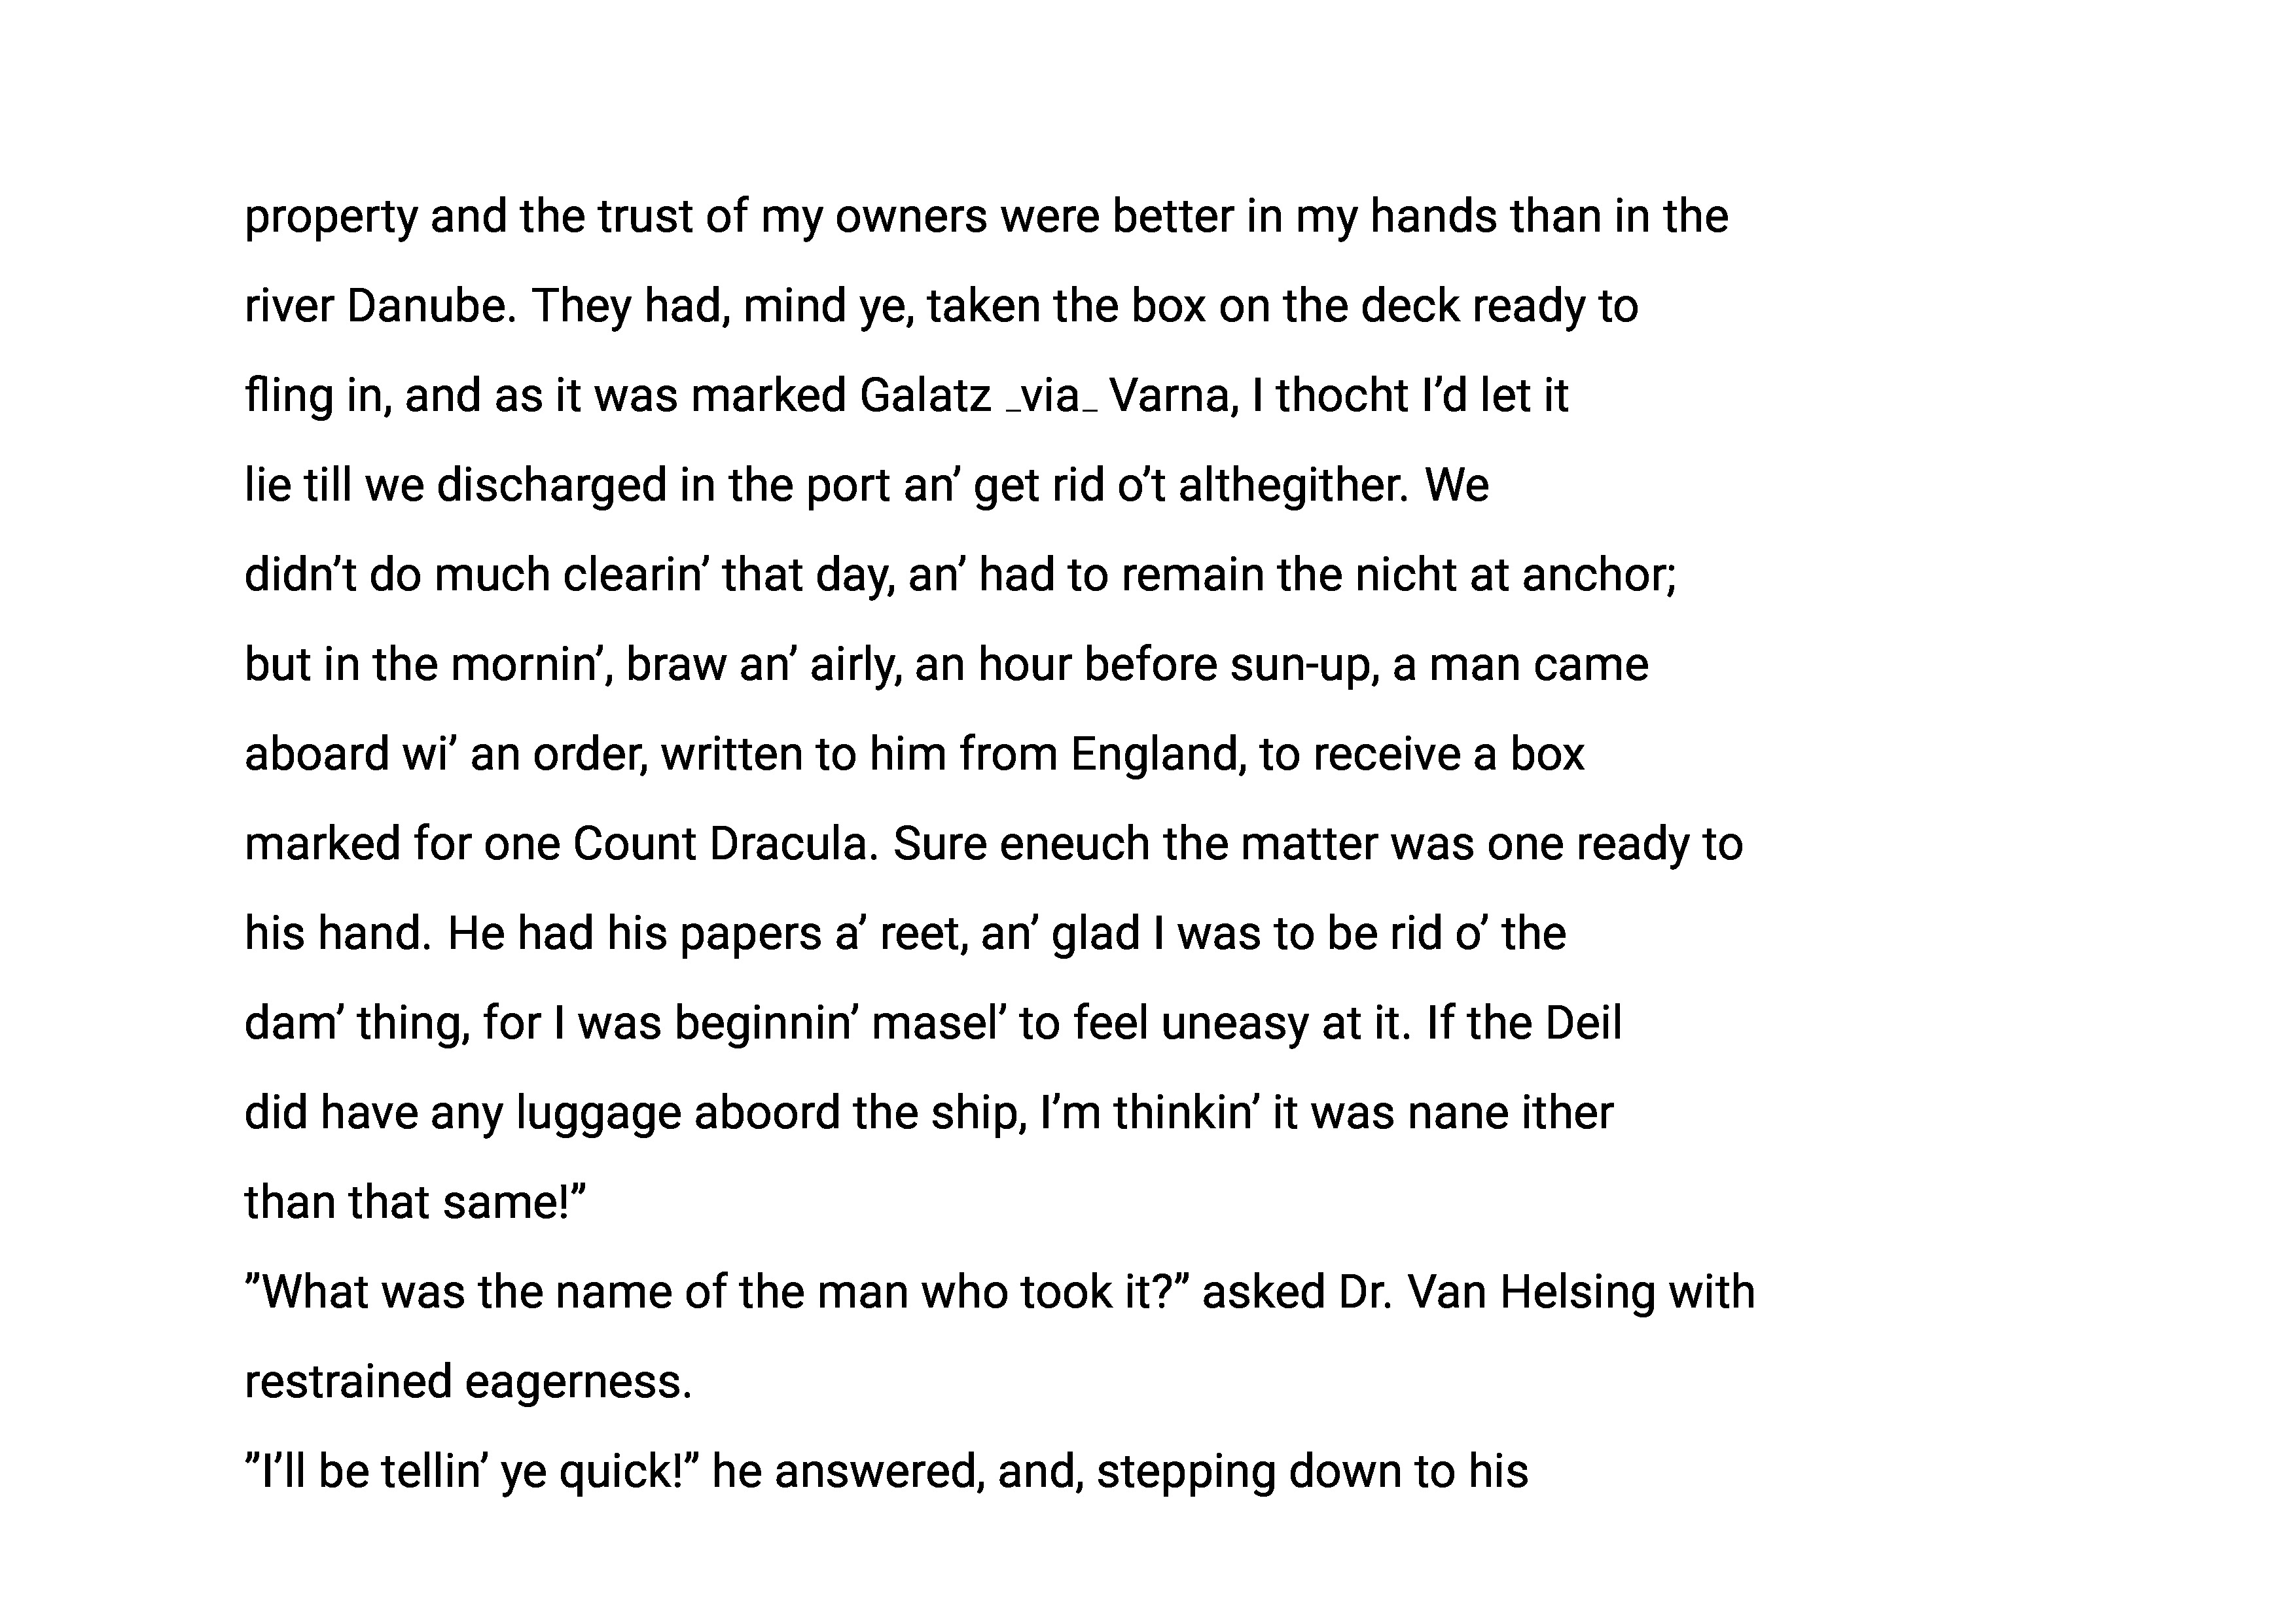 property and the trust of my owners were better in my hands than in the
river Danube. They had, mind ye, taken the box on the deck ready to
fling in, and as it was marked Galatz _via_ Varna, I thocht I’d let it
lie till we discharged in the port an’ get rid o’t althegither. We
didn’t do much clearin’ that day, an’ had to remain the nicht at anchor;
but in the mornin’, braw an’ airly, an hour before sun-up, a man came
aboard wi’ an order, written to him from England, to receive a box
marked for one Count Dracula. Sure eneuch the matter was one ready to
his hand. He had his papers a’ reet, an’ glad I was to be rid o’ the
dam’ thing, for I was beginnin’ masel’ to feel uneasy at it. If the Deil
did have any luggage aboord the ship, I’m thinkin’ it was nane ither
than that same!”
”What was the name of the man who took it?” asked Dr. Van Helsing with
restrained eagerness.
”I’ll be tellin’ ye quick!” he answered, and, stepping down to his